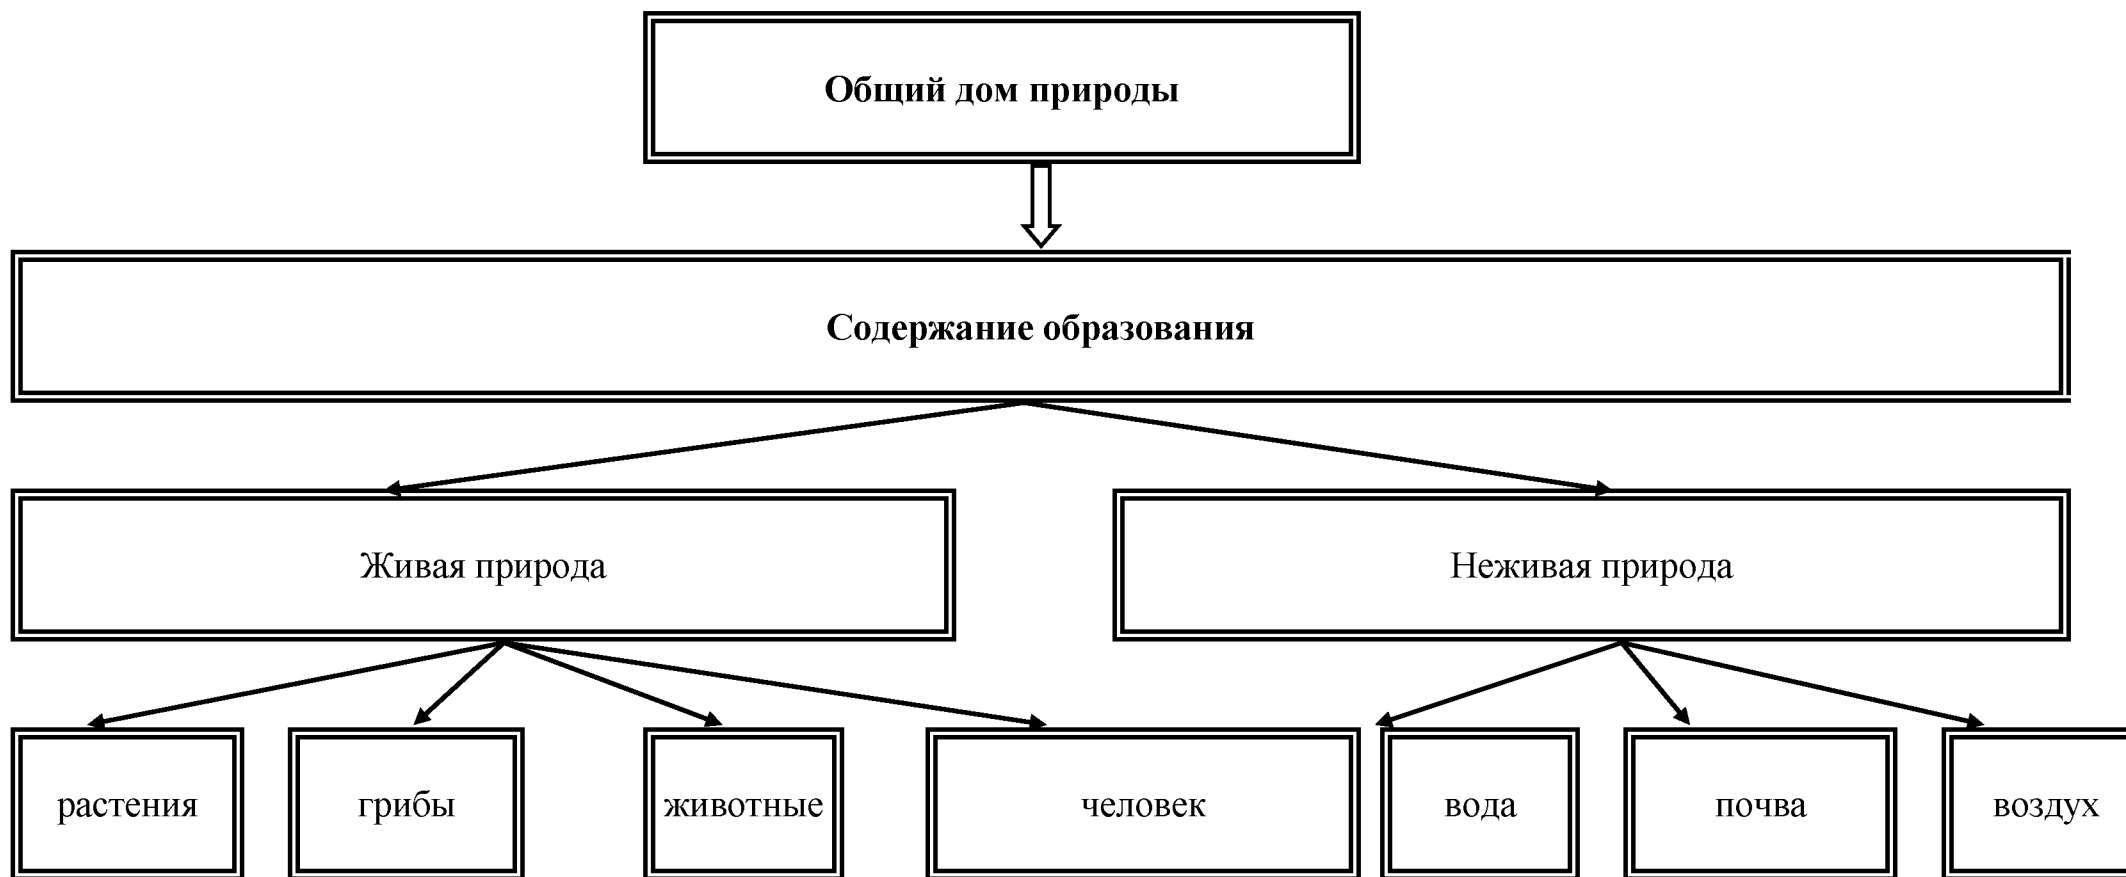 Общий дом природы
Содержание образования
Живая природа
Неживая природа
растения
грибы
животные
человек
вода
почва
воздух